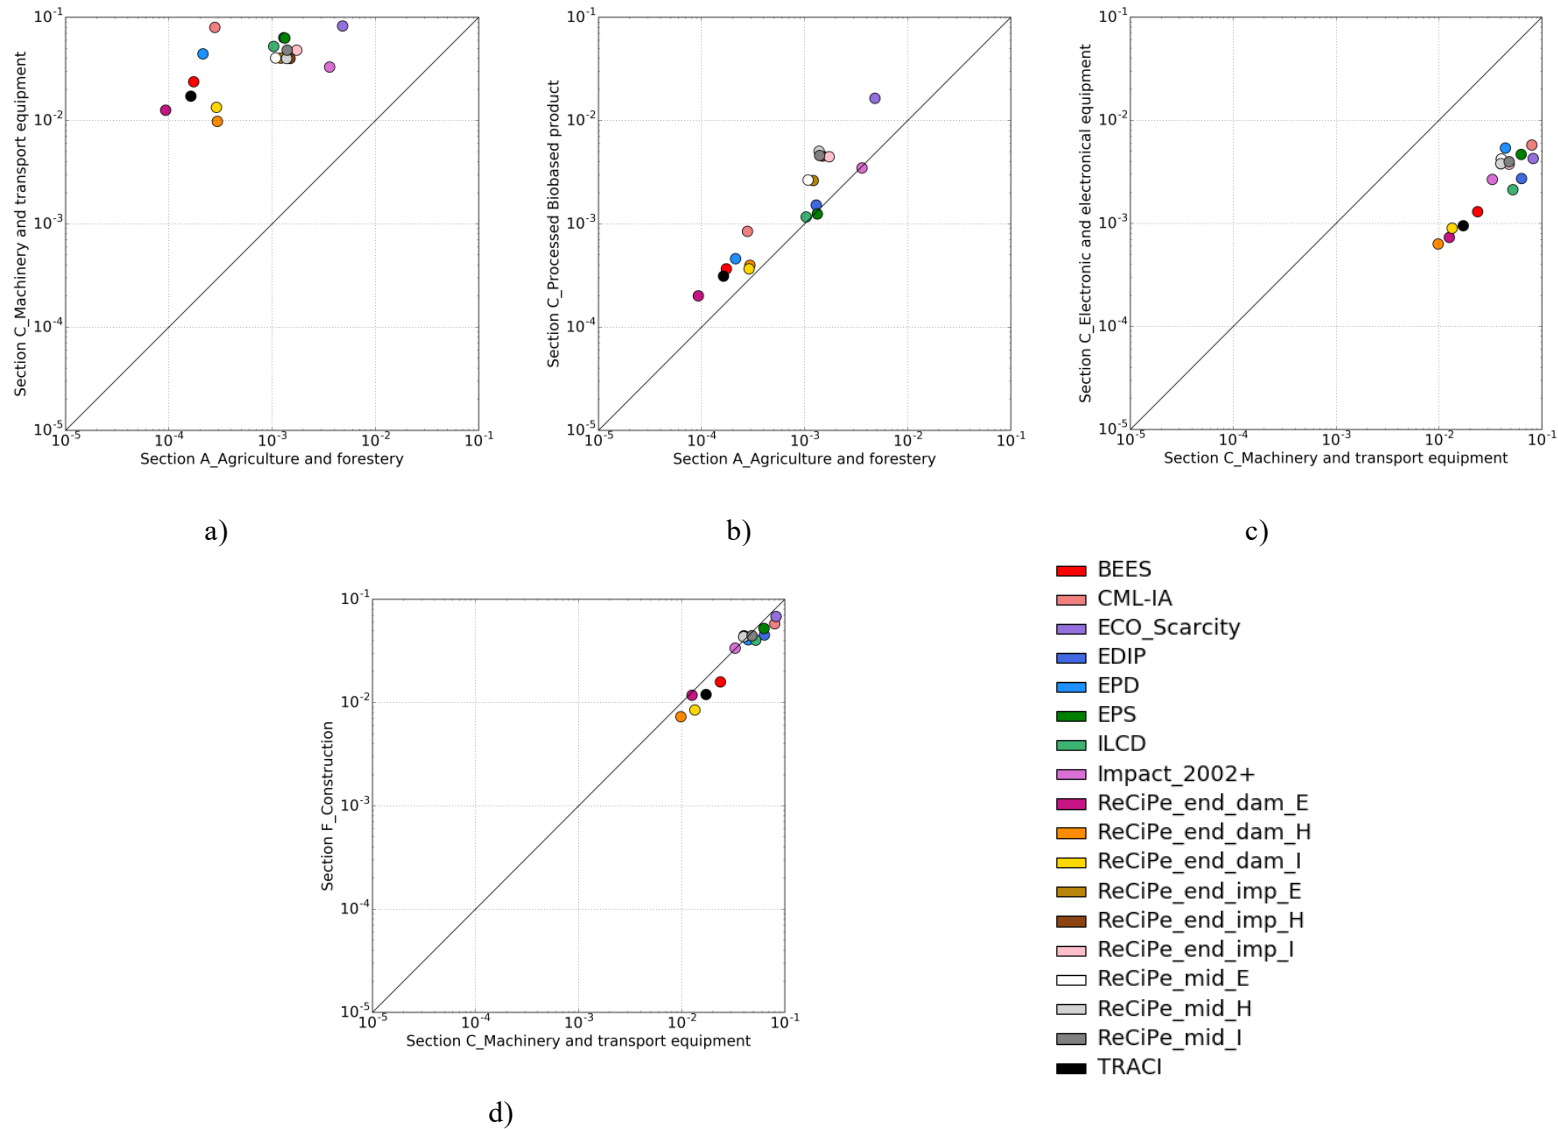 10⁻¹
10⁻²
10⁻³
10⁻⁴
10⁻⁵
Section C_Machinery and transport equipment
10⁻⁵ 10⁻⁴ 10⁻³ 10⁻² 10⁻¹
Section A_Agriculture and forestery
a)
10⁻¹
10⁻²
10⁻³
10⁻⁴
10⁻⁵
Section C_Processed Biobased product
10⁻⁵ 10⁻⁴ 10⁻³ 10⁻² 10⁻¹
Section A_Agriculture and forestery
b)
10⁻¹
10⁻²
10⁻³
10⁻⁴
10⁻⁵
Section C_Electronic and electronical equipment
10⁻⁵ 10⁻⁴ 10⁻³ 10⁻² 10⁻¹
Section C_Machinery and transport equipment
c)
10⁻¹
10⁻²
10⁻³
10⁻⁴
10⁻⁵
Section F_Construction
10⁻⁵ 10⁻⁴ 10⁻³ 10⁻² 10⁻¹
Section C_Machinery and transport equipment
d)
BEES
CML-IA
ECO_Scarcity
EDIP
EPD
EPS
ILCD
Impact_2002+
ReCiPe_end_dam_E
ReCiPe_end_dam_H
ReCiPe_end_dam_I
ReCiPe_end_imp_E
ReCiPe_end_imp_H
ReCiPe_end_imp_I
ReCiPe_mid_E
ReCiPe_mid_H
ReCiPe_mid_I
TRACI